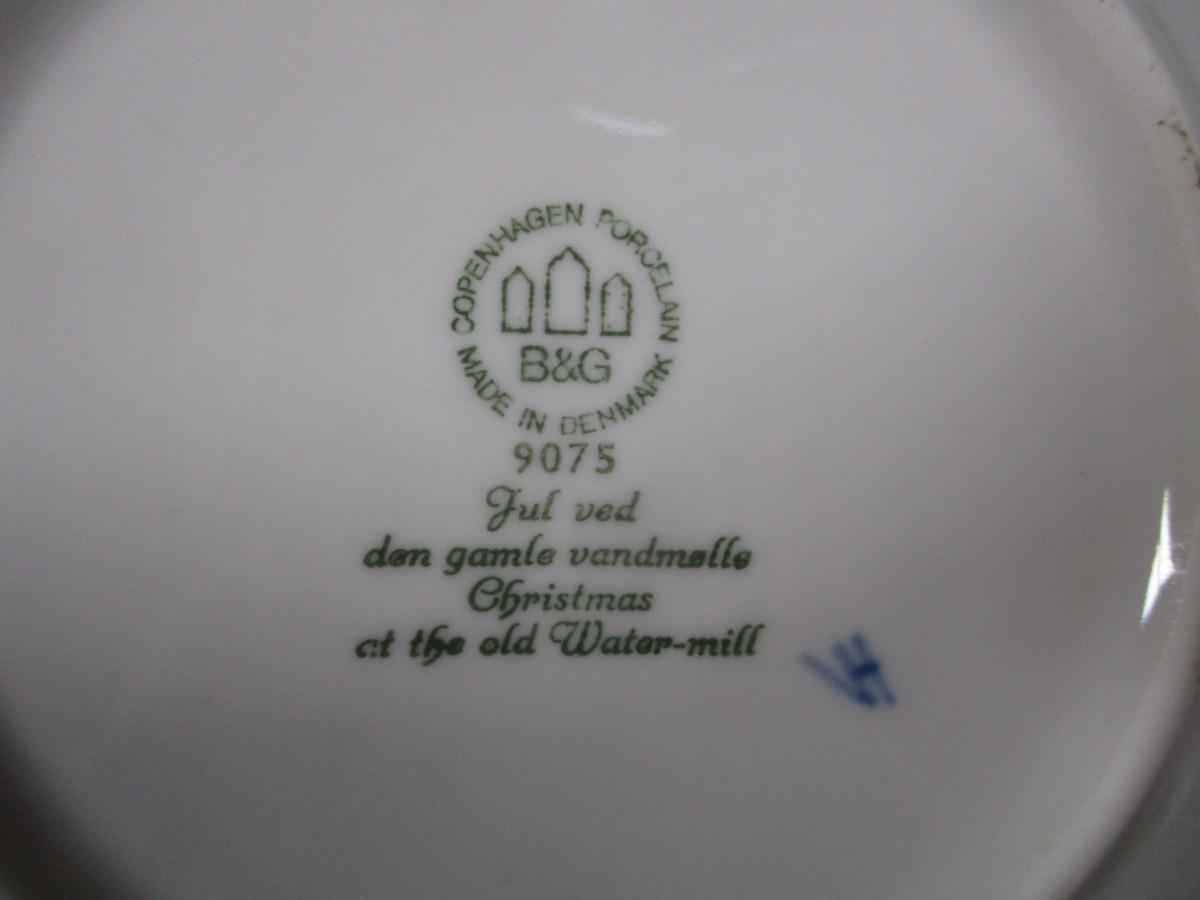 COPENHAGEN PORCELAIN
B&G
MADE IN DENMARK
9075
Jul ved
den gamle vandmølle
Christmas
at the old Water-mill